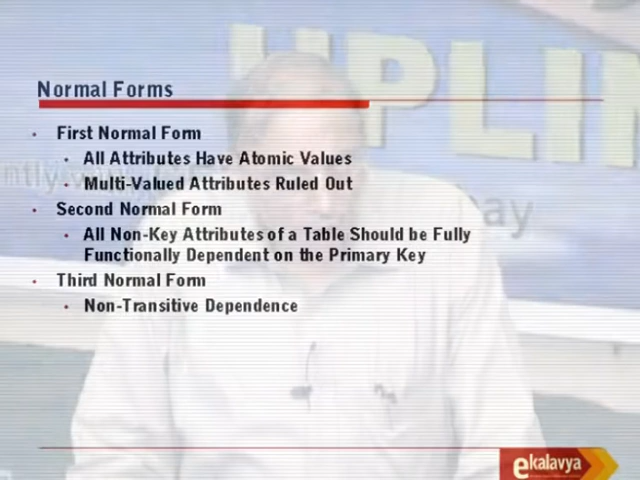 UPLIN
Normal Forms
• First Normal Form
• All Attributes Have Atomic Values
• Multi-Valued Attributes Ruled Out
• Second Normal Form
• All Non-Key Attributes of a Table Should be Fully
Functionally Dependent on the Primary Key
• Third Normal Form
• Non-Transitive Dependence
ekalavya